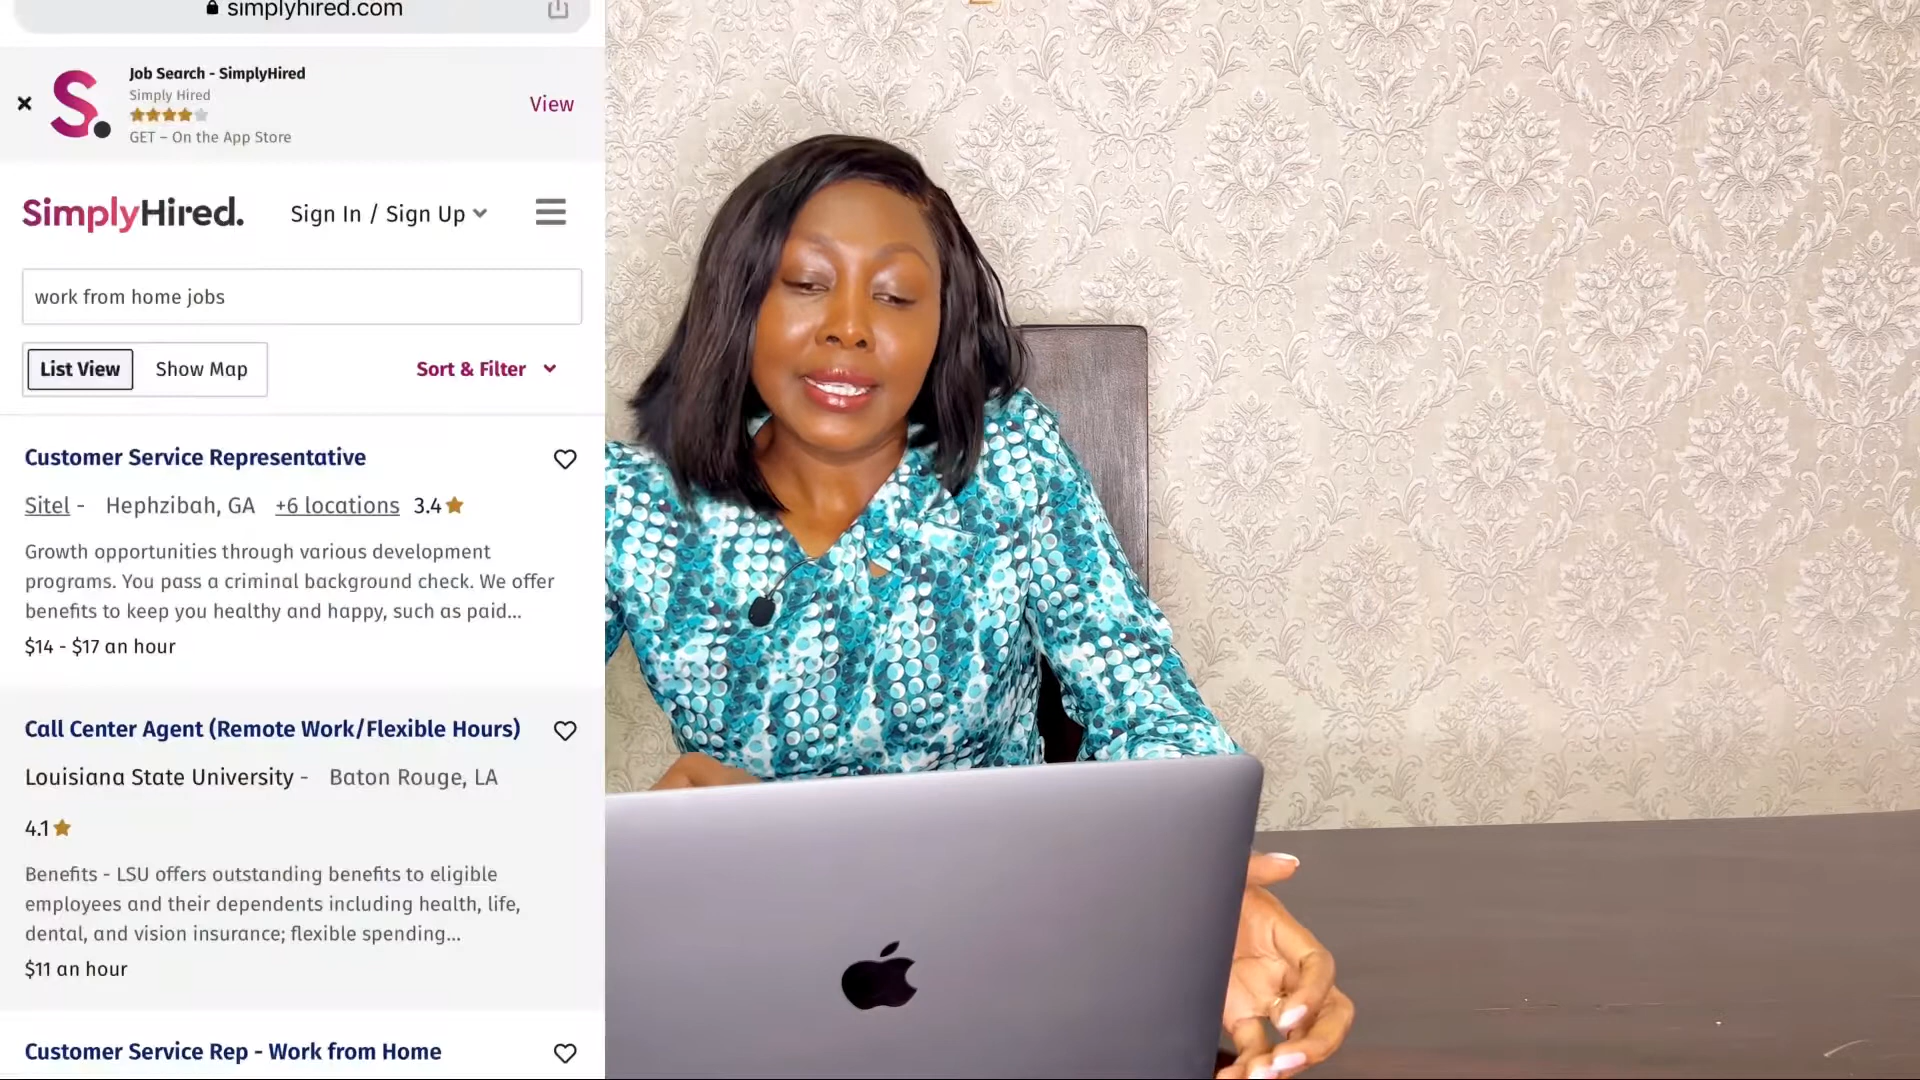 simplyhired.com
Job Search - SimplyHired
Simply Hired
GET – On the App Store
View
SimplyHired.
Sign In / Sign Up
work from home jobs
List View
Show Map
Sort & Filter
Customer Service Representative
Sitel - Hephzibah, GA +6 locations 3.4
Growth opportunities through various development
programs. You pass a criminal background check. We offer
benefits to keep you healthy and happy, such as paid...
$14 - $17 an hour
Call Center Agent (Remote Work/Flexible Hours)
Louisiana State University - Baton Rouge, LA
4.1
Benefits - LSU offers outstanding benefits to eligible
employees and their dependents including health, life,
dental, and vision insurance; flexible spending...
$11 an hour
Customer Service Rep - Work from Home